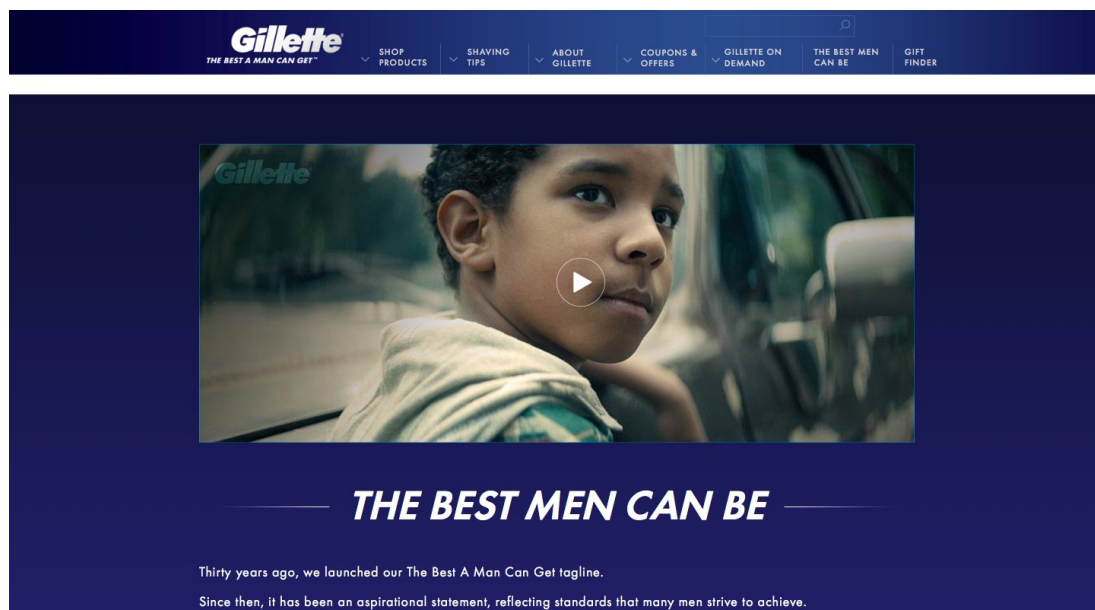 Gillette
THE BEST A MAN CAN GET™
SHOP PRODUCTS
SHAVING TIPS
ABOUT GILLETTE
COUPONS & OFFERS
GILLETTE ON DEMAND
THE BEST MEN CAN BE
GIFT FINDER
Gillette
THE BEST MEN CAN BE
Thirty years ago, we launched our The Best A Man Can Get tagline.
Since then, it has been an aspirational statement, reflecting standards that many men strive to achieve.